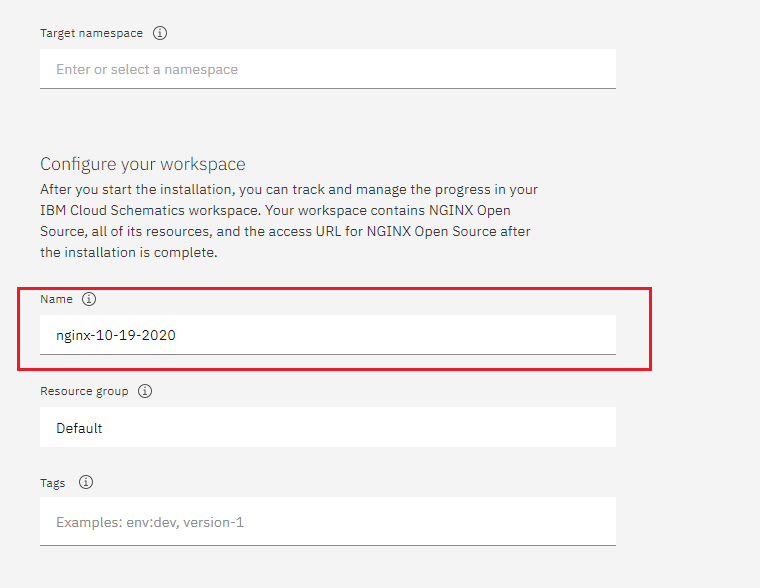 Target namespace
Enter or select a namespace
Configure your workspace
After you start the installation, you can track and manage the progress in your
IBM Cloud Schematics workspace. Your workspace contains NGINX Open
Source, all of its resources, and the access URL for NGINX Open Source after
the installation is complete.
Name
nginx-10-19-2020
Resource group
Default
Tags
Examples: env:dev, version-1